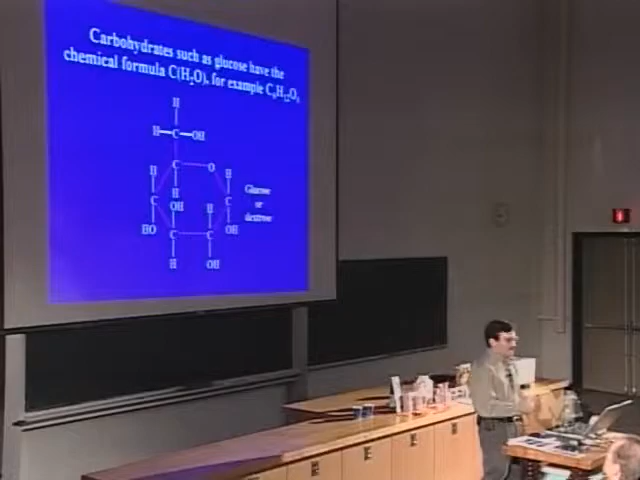 Carbohydrates such as glucose have the
chemical formula C(H2O), for example C6H12O6
H
H C OH
C O
H H
H
C OH H C
HO OH
C C
H OH
Glucose
or
dextrose